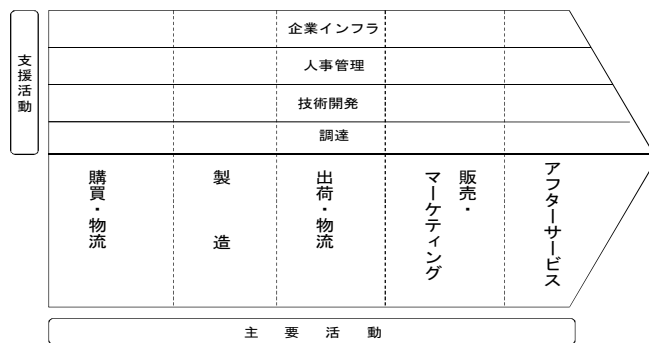 支援活動
企業インフラ
人事管理
技術開発
調達
購買・物流
製造
出荷・物流
販売・
マーケティング
アフターサービス
主要活動